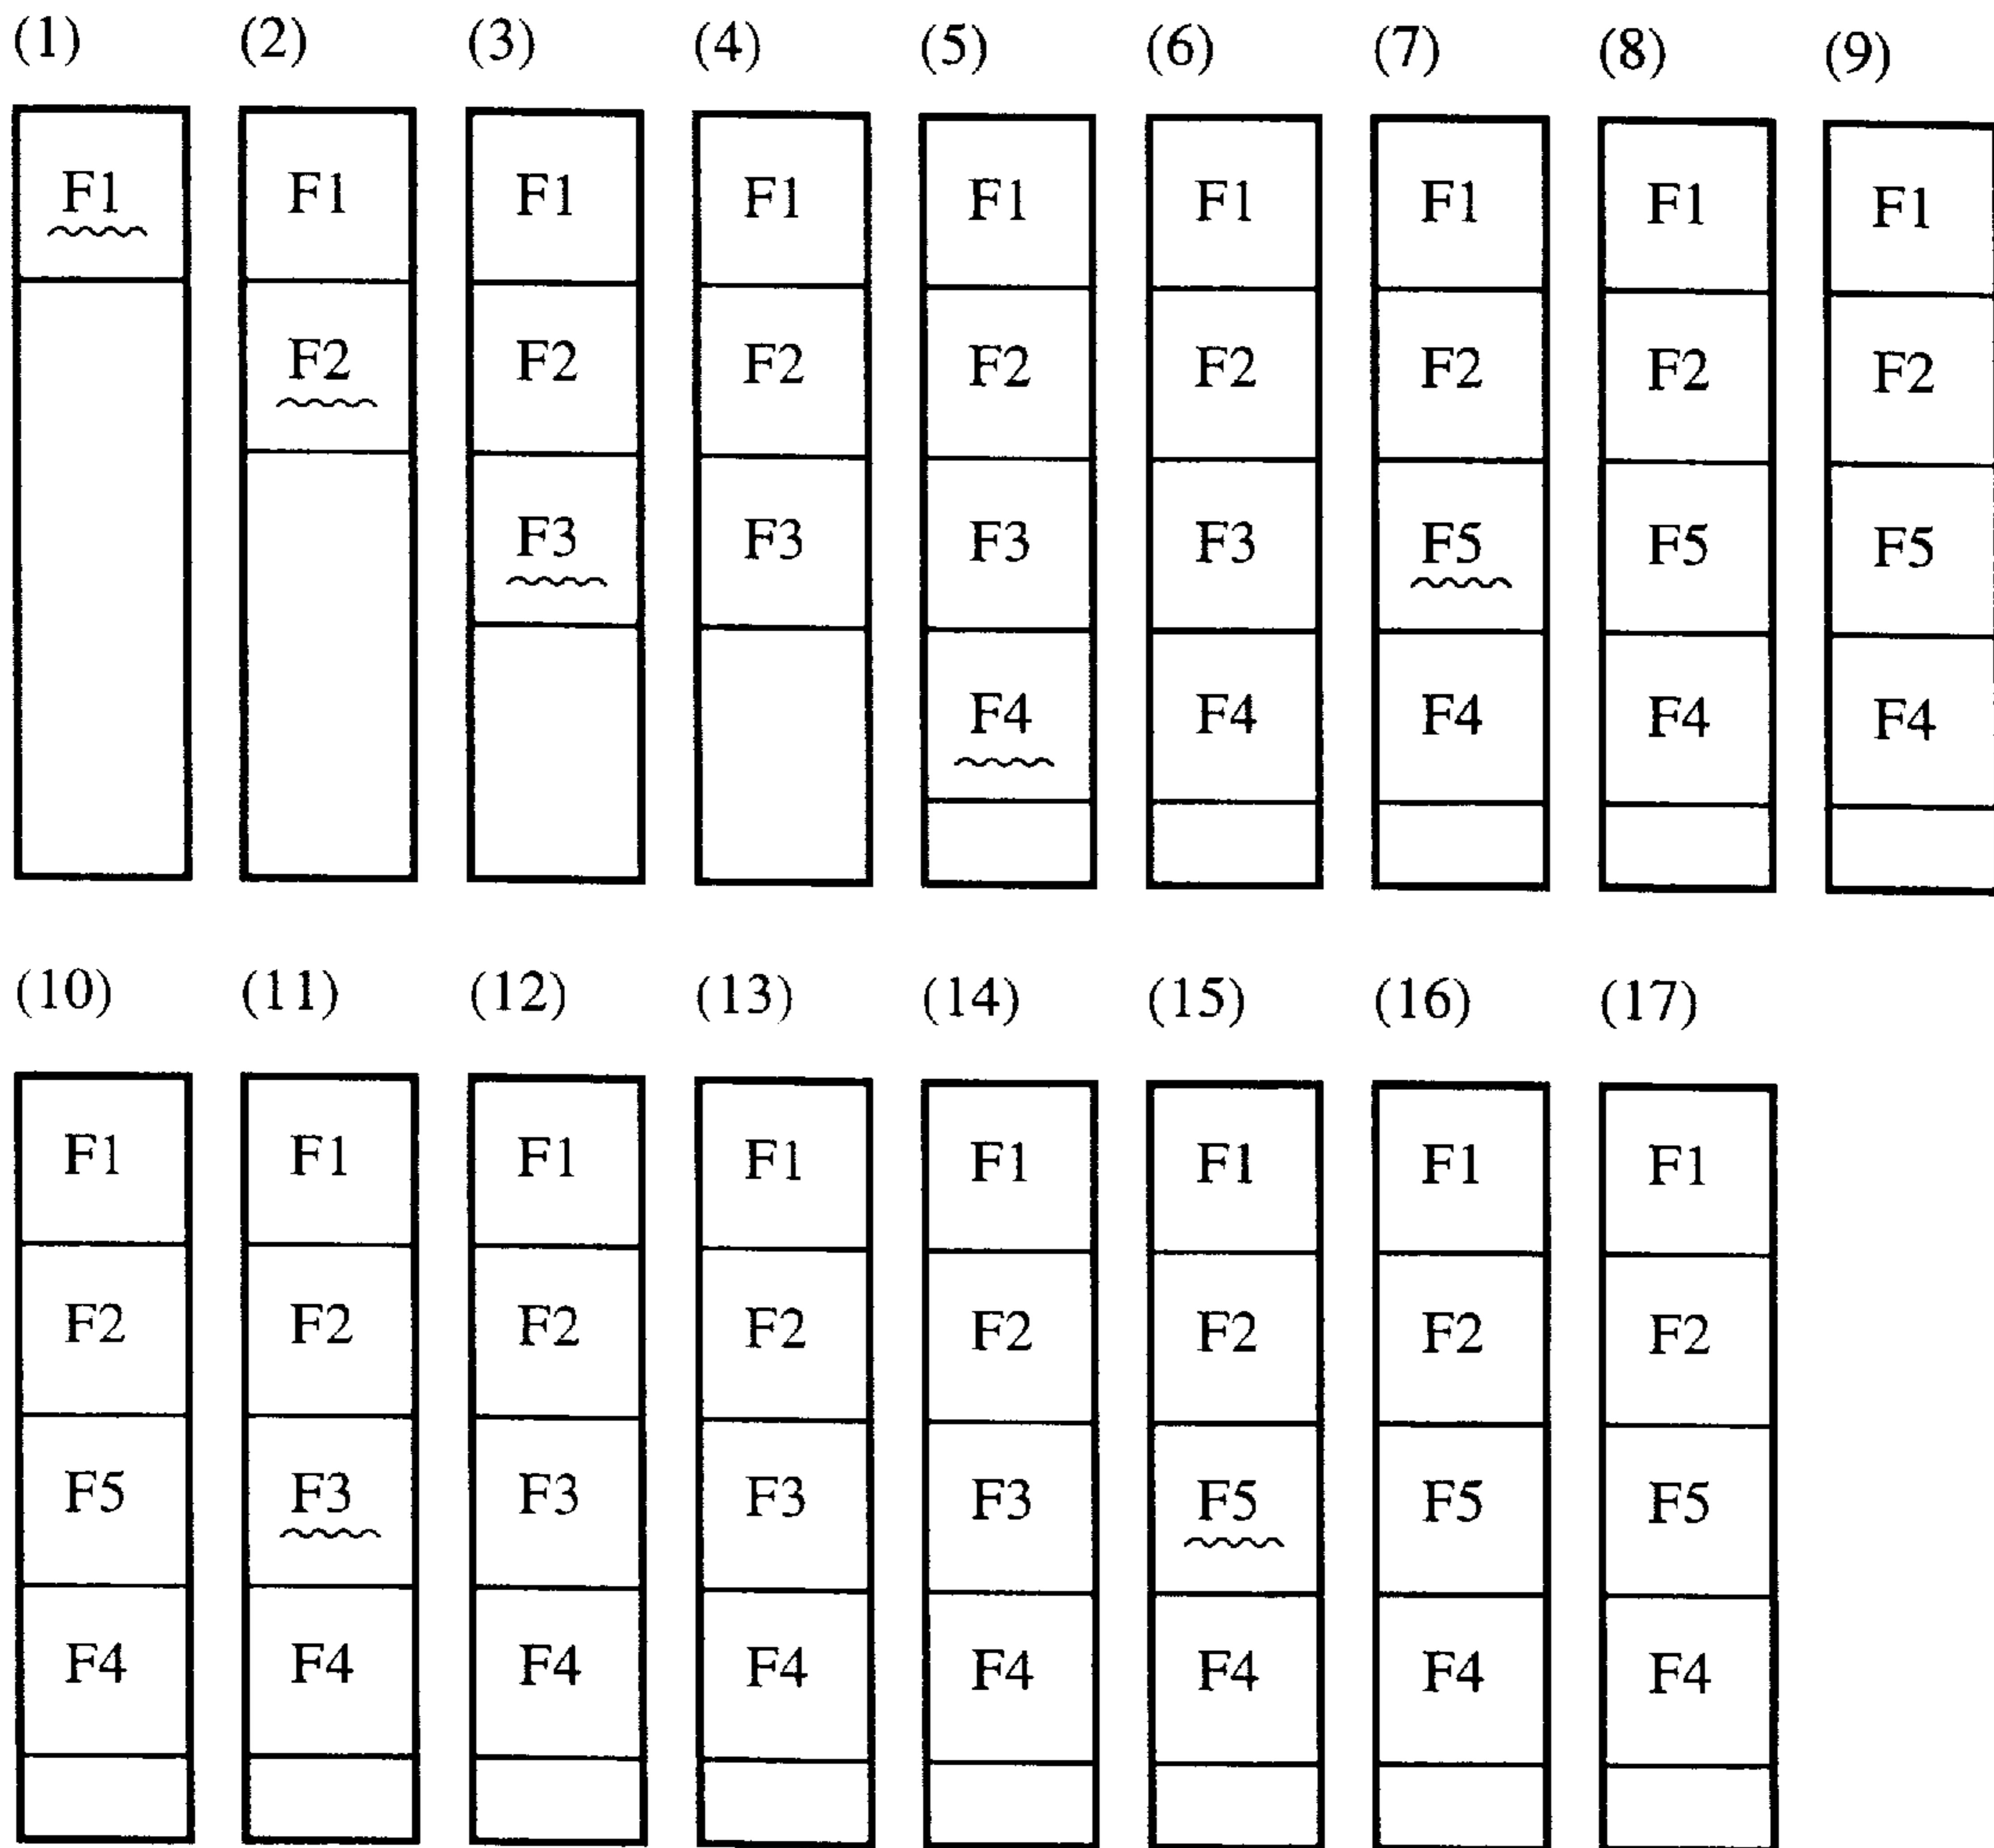 (1) (2) (3) (4) (5) (6) (7) (8) (9)
F1 F1 F1 F1 F1 F1 F1 F1 F1
F2 F2 F2 F2 F2 F2 F2 F2
F3 F3 F3 F3 F5 F5 F5
F4 F4 F4 F4 F4
(10) (11) (12) (13) (14) (15) (16) (17)
F1 F1 F1 F1 F1 F1 F1 F1
F2 F2 F2 F2 F2 F2 F2 F2
F5 F3 F3 F3 F3 F5 F5 F5
F4 F4 F4 F4 F4 F4 F4 F4